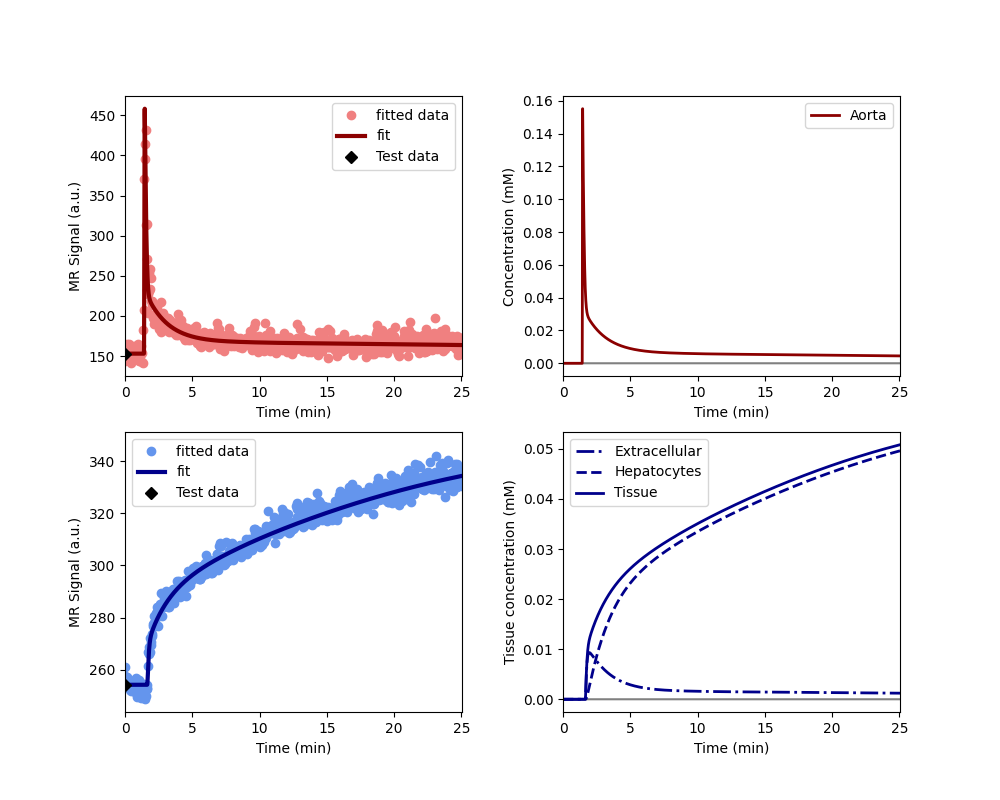 450
400
350
300
250
200
150
MR Signal (a.u.)
fitted data
fit
Test data
0 5 10 15 20 25
Time (min)
0.16
0.14
0.12
0.10
0.08
0.06
0.04
0.02
0.00
Concentration (mM)
Aorta
0 5 10 15 20 25
Time (min)
340
320
300
280
260
MR Signal (a.u.)
fitted data
fit
Test data
0 5 10 15 20 25
Time (min)
0.05
0.04
0.03
0.02
0.01
0.00
Tissue concentration (mM)
Extracellular
Hepatocytes
Tissue
0 5 10 15 20 25
Time (min)